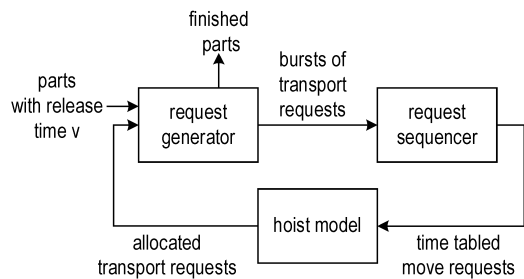 finished
parts
parts
with release
time v
request
generator
bursts of
transport
requests
request
sequencer
hoist model
allocated
transport requests
time tabled
move requests